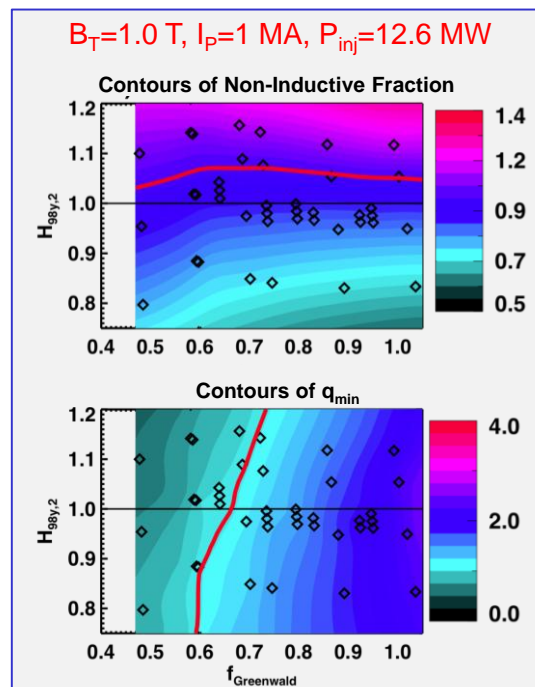 B_T=1.0 T, I_P=1 MA, P_inj=12.6 MW
Contours of Non-Inductive Fraction
1.2
1.1
1.0
0.9
0.8
H_98y,2
0.4 0.5 0.6 0.7 0.8 0.9 1.0
1.4
1.2
0.9
0.7
0.5
Contours of q_min
1.2
1.1
1.0
0.9
0.8
H_98y,2
0.4 0.5 0.6 0.7 0.8 0.9 1.0
f_Greenwald
4.0
2.0
0.0